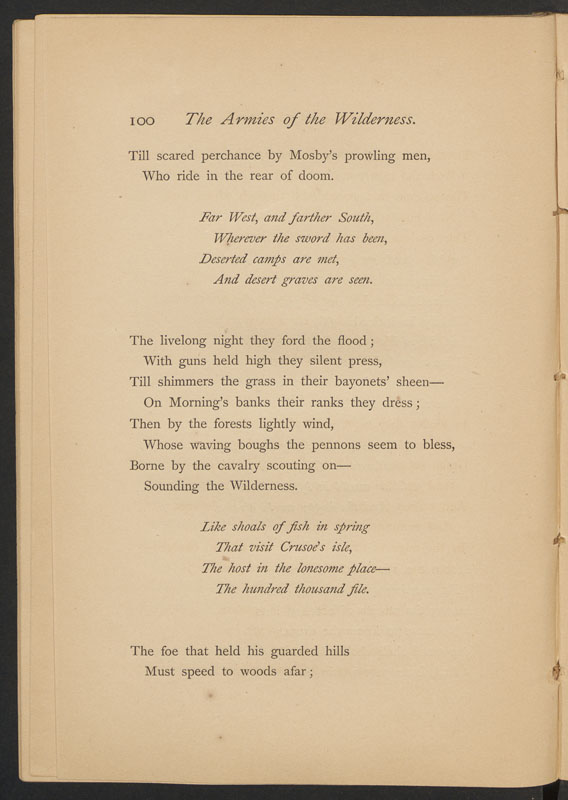 100 The Armies of the Wilderness.
Till scared perchance by Mosby's prowling men,
Who ride in the rear of doom.
Far West, and farther South,
Wherever the sword has been,
Deserted camps are met,
And desert graves are seen.
The livelong night they ford the flood ;
With guns held high they silent press,
Till shimmers the grass in their bayonets' sheen—
On Morning's banks their ranks they dress ;
Then by the forests lightly wind,
Whose waving boughs the pennons seem to bless,
Borne by the cavalry scouting on—
Sounding the Wilderness.
Like shoals of fish in spring
That visit Crusoe's isle,
The host in the lonesome place—
The hundred thousand file.
The foe that held his guarded hills
Must speed to woods afar ;